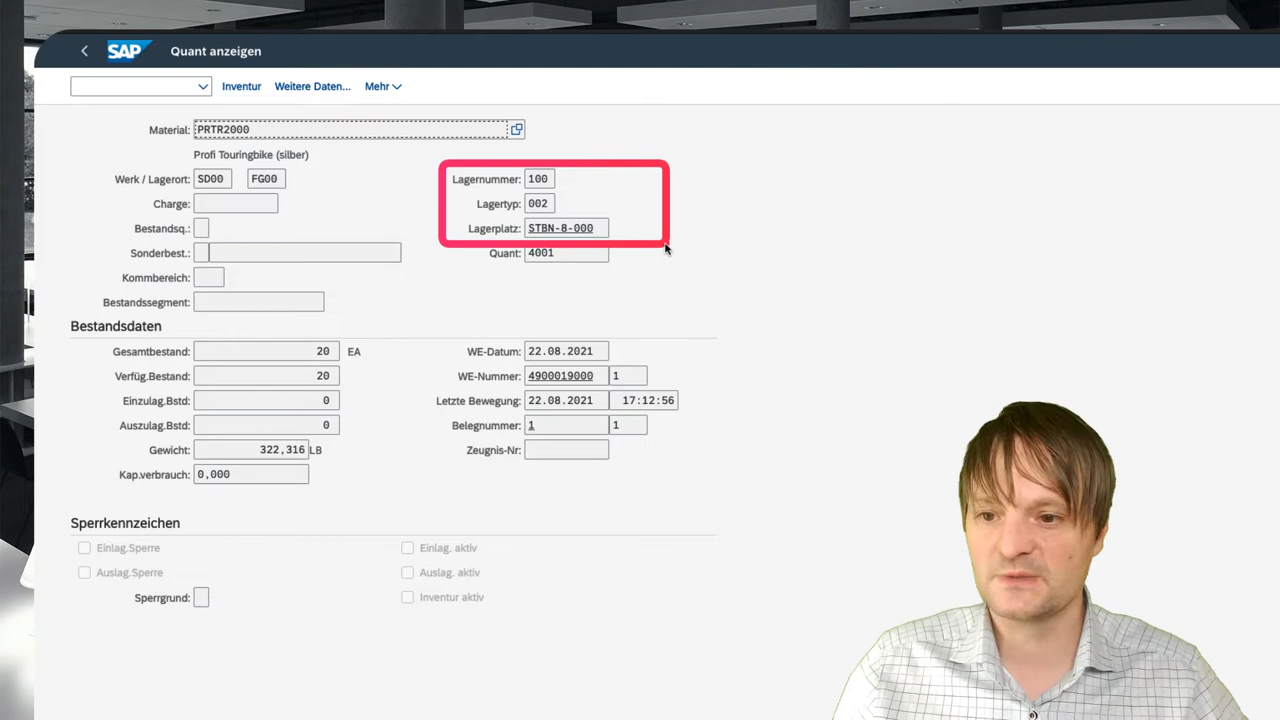 SAP Quant anzeigen
Inventur Weitere Daten... Mehr
Material: PRTR2000
Profi Touringbike (silber)
Werk / Lagerort: SD00 FG00 Lagernummer: 100
Charge: Lagertyp: 002
Bestandsq.: Lagerplatz: STBN-8-000
Sonderbest.: Quant: 4001
Kommbereich:
Bestandssegment:
Bestandsdaten
Gesamtbestand: 20 EA WE-Datum: 22.08.2021
Verfüg.Bestand: 20 WE-Nummer: 4900019000 1
Einzulag.Bstd: 0 Letzte Bewegung: 22.08.2021 17:12:56
Auszulag.Bstd: 0 Belegnummer: 1 1
Gewicht: 322,316 LB Zeugnis-Nr:
Kap.verbrauch: 0,000
Sperrkennzeichen
Einlag.Sperre Einlag. aktiv
Auslag.Sperre Auslag. aktiv
Sperrgrund: Inventur aktiv